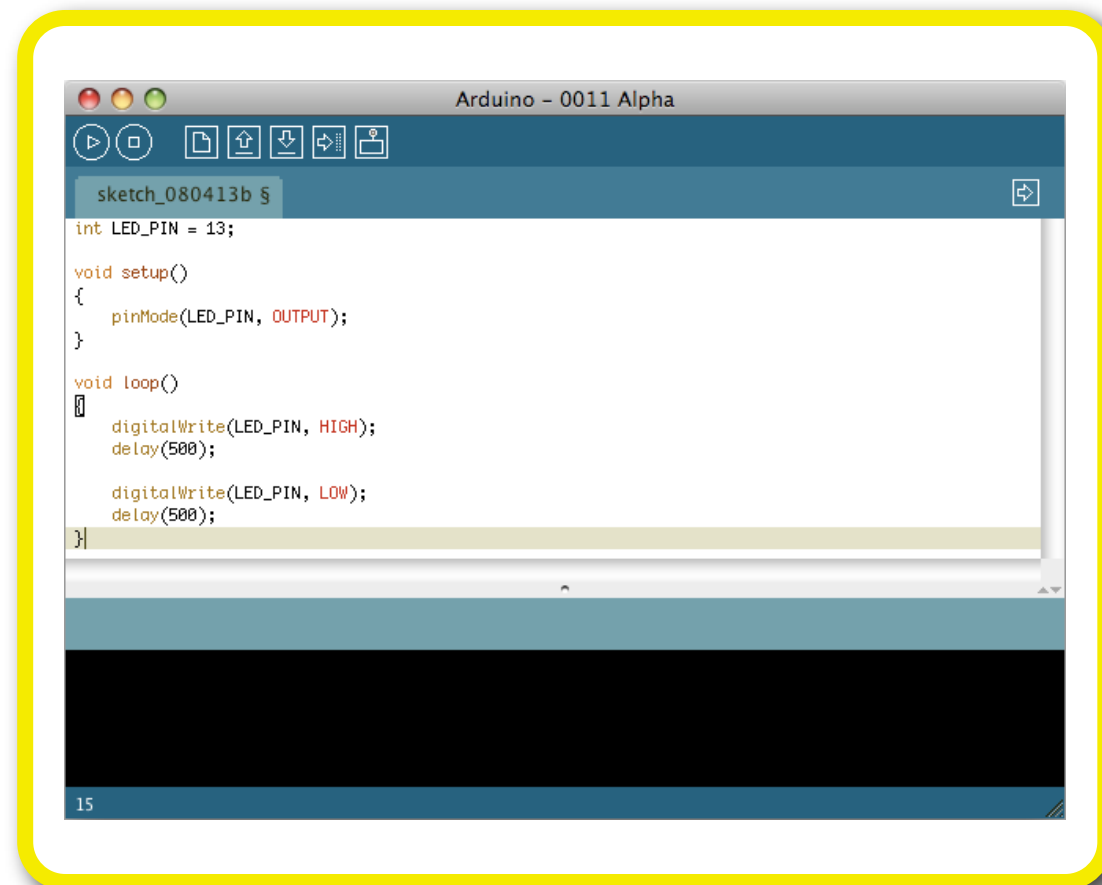 Arduino – 0011 Alpha
sketch_080413b §
int LED_PIN = 13;
void setup()
{
    pinMode(LED_PIN, OUTPUT);
}
void loop()
{
    digitalWrite(LED_PIN, HIGH);
    delay(500);
    digitalWrite(LED_PIN, LOW);
    delay(500);
}
15